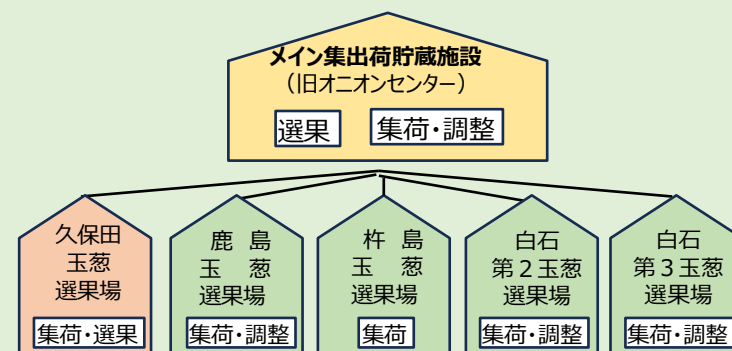 メイン集出荷貯蔵施設
（旧オニオンセンター）
選果 集荷・調整
久保田
玉葱
選果場
集荷・選果
鹿 島
玉 葱
選果場
集荷・調整
杵 島
玉 葱
選果場
集荷
白石
第２玉葱
選果場
集荷・調整
白石
第３玉葱
選果場
集荷・調整